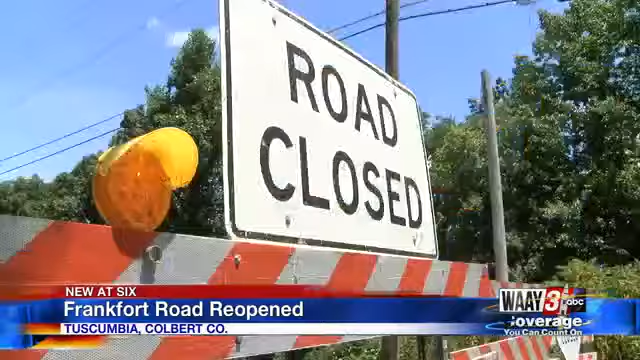 ROAD
CLOSED
NEW AT SIX
Frankfort Road Reopened
TUSCUMBIA, COLBERT CO.
WAAY 31 abc
overage
You Can Count On